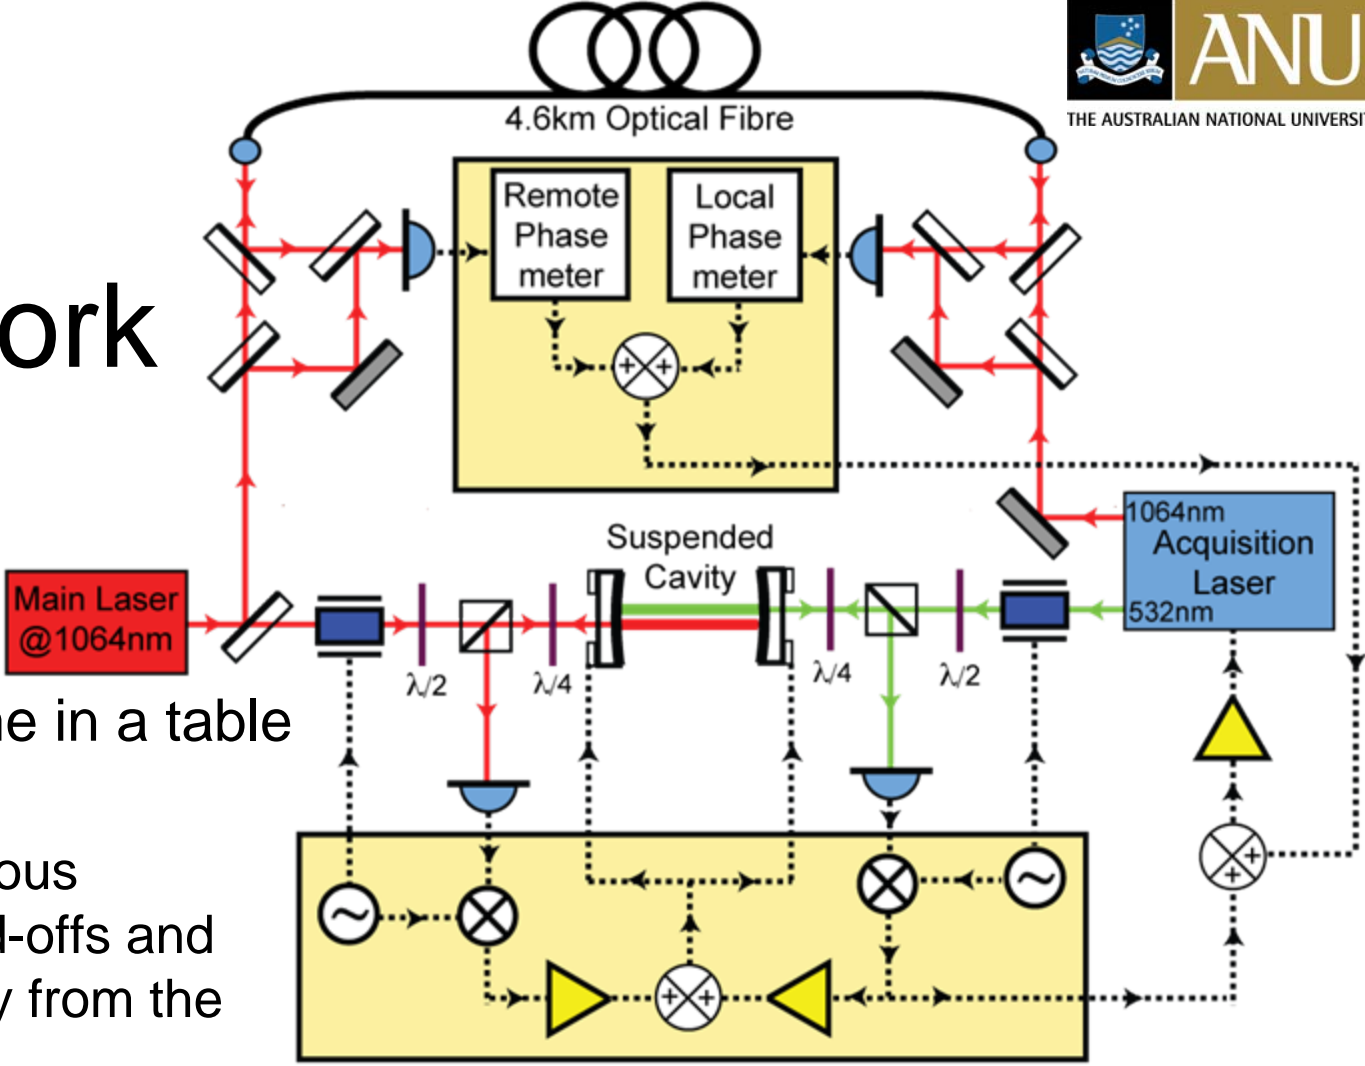 ANU
THE AUSTRALIAN NATIONAL
4.6km Optical Fibre
Remote
Phase
meter
Local
Phase
meter
+ +
ork
1064nm
Acquisition
Laser
532nm
Suspended
Cavity
Main Laser
@1064nm
λ/2
λ/4
λ/4
λ/2
e in a table
ous
d-offs and
y from the
~
~
+
+
+ +